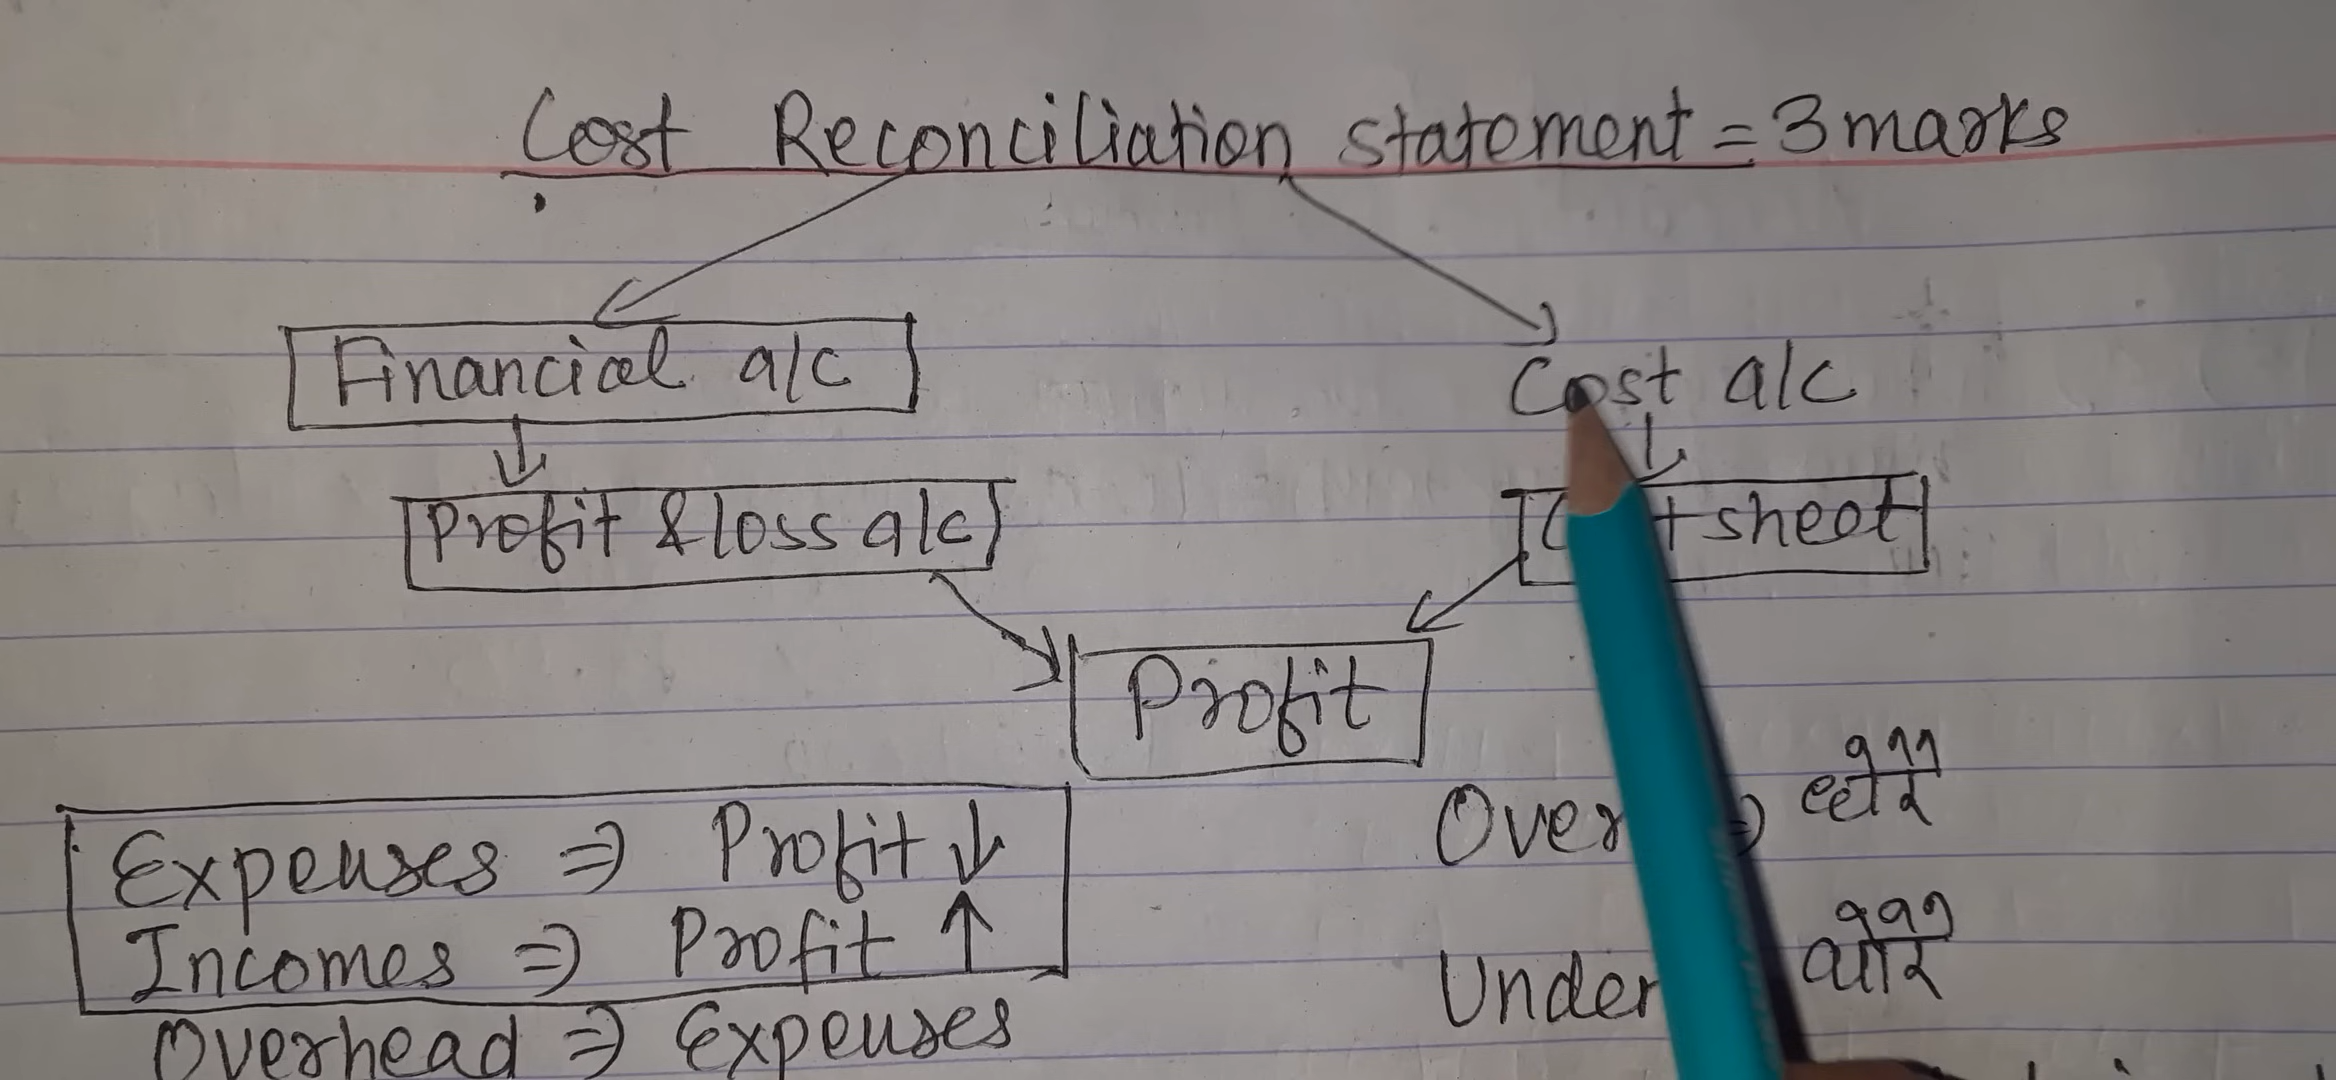 Cost Reconciliation statement = 3 marks
Financial a/c
Cost a/c
Profit & loss a/c
sheet
Profit
Expenses ⇒ Profit ↓
Incomes ⇒ Profit ↑
Overhead ⇒ Expenses
Over
Under